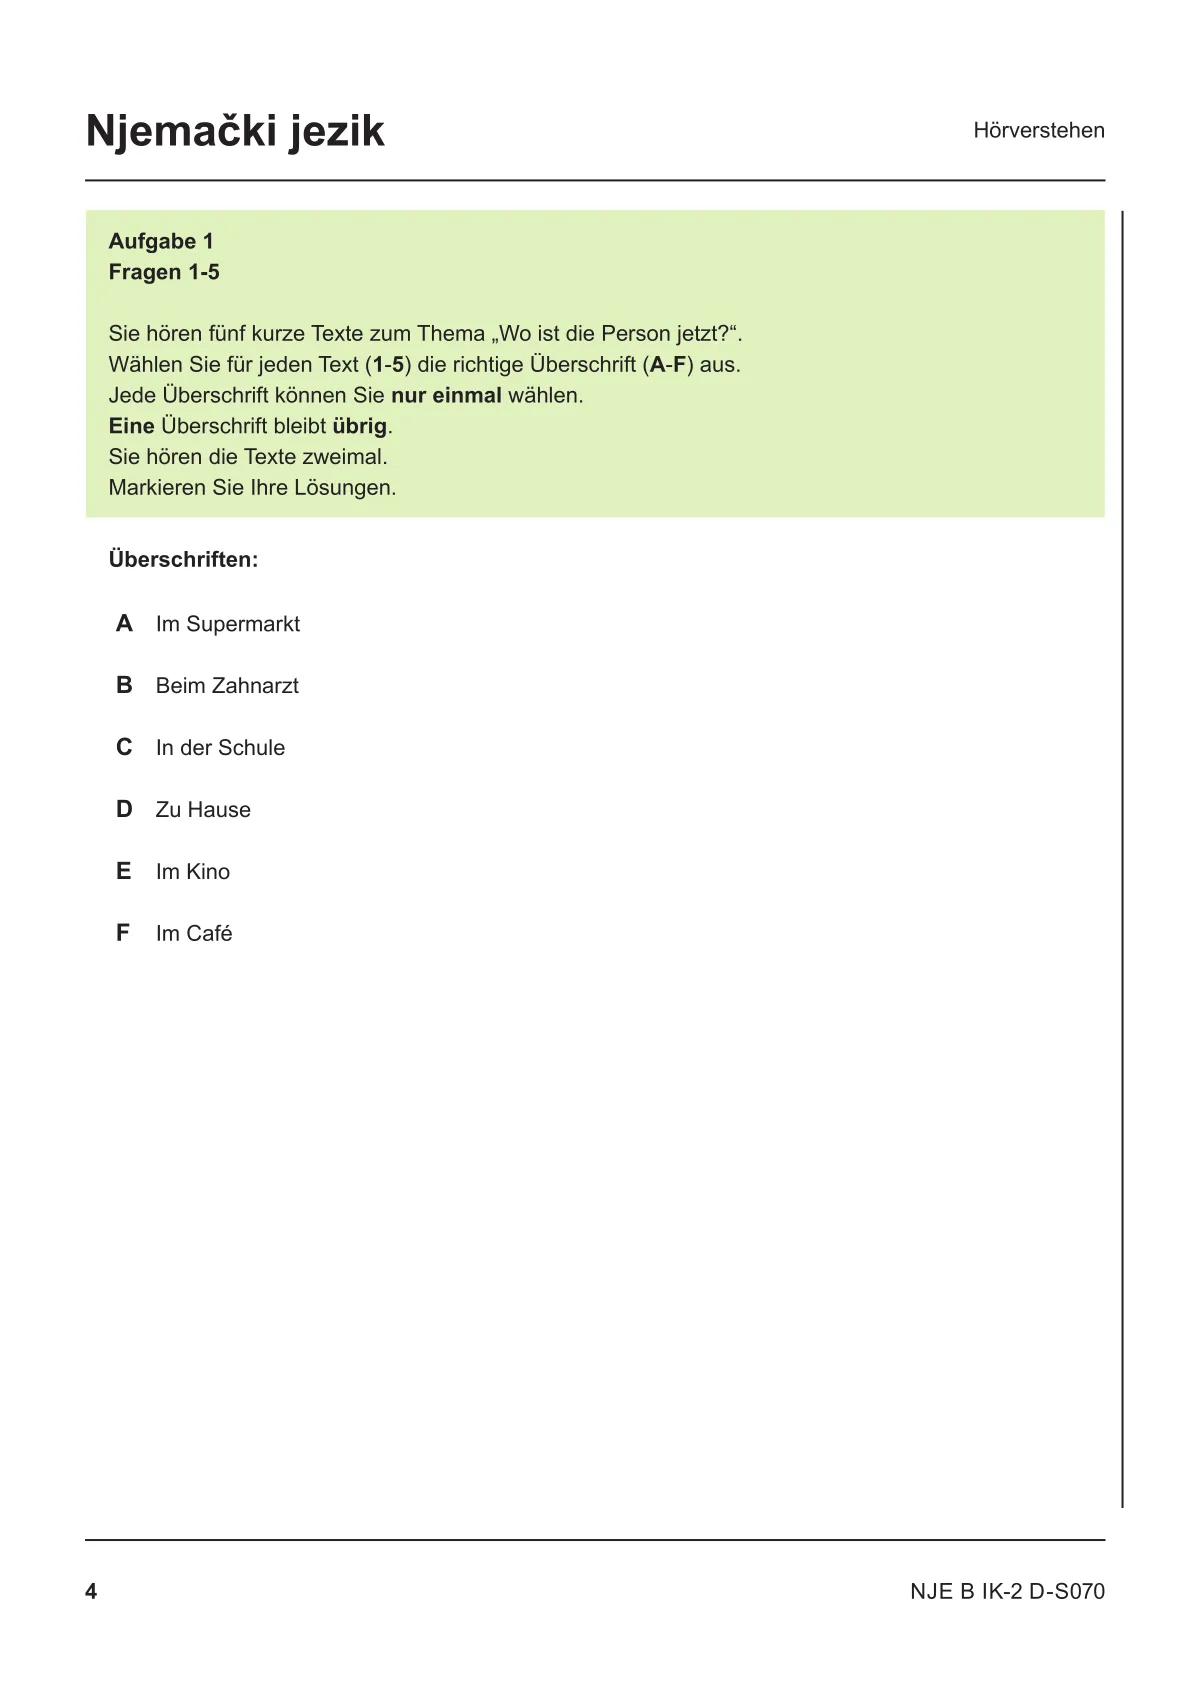 Njemački jezik
Hörverstehen
Aufgabe 1
Fragen 1-5
Sie hören fünf kurze Texte zum Thema „Wo ist die Person jetzt?“.
Wählen Sie für jeden Text (1-5) die richtige Überschrift (A-F) aus.
Jede Überschrift können Sie nur einmal wählen.
Eine Überschrift bleibt übrig.
Sie hören die Texte zweimal.
Markieren Sie Ihre Lösungen.
Überschriften:
A Im Supermarkt
B Beim Zahnarzt
C In der Schule
D Zu Hause
E Im Kino
F Im Café
4
NJE B IK-2 D-S070